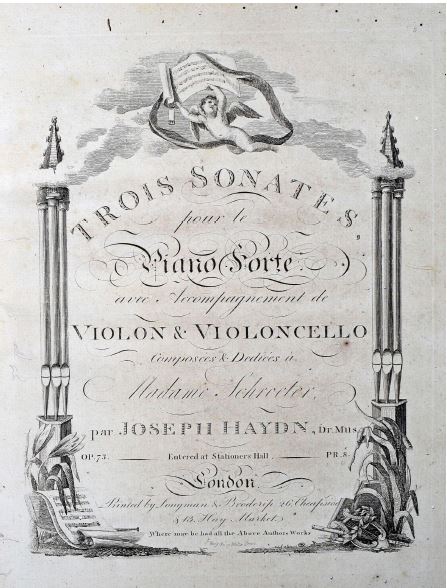 TROIS SONATES,
pour le
Piano Forte.
avec Accompagnement de
VIOLON & VIOLONCELLO
Composées & Dediées à
Madame Schroeter,
par JOSEPH HAYDN, Dr. Mus.
OP. 73. Entered at Stationers Hall. PR. 8.
London.
Printed by Longman & Broderip 26 Cheapside
& 13. Hay Market.
Where may be had all the Above Authors Works